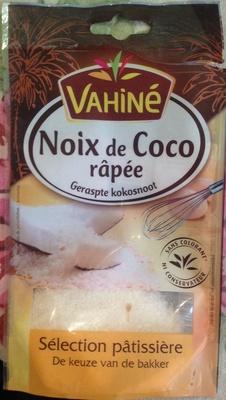 VAHINÉ
Noix de Coco
râpée
Geraspte kokosnoot
SANS COLORANT
NI CONSERVATEUR
Sélection pâtissière
De keuze van de bakker